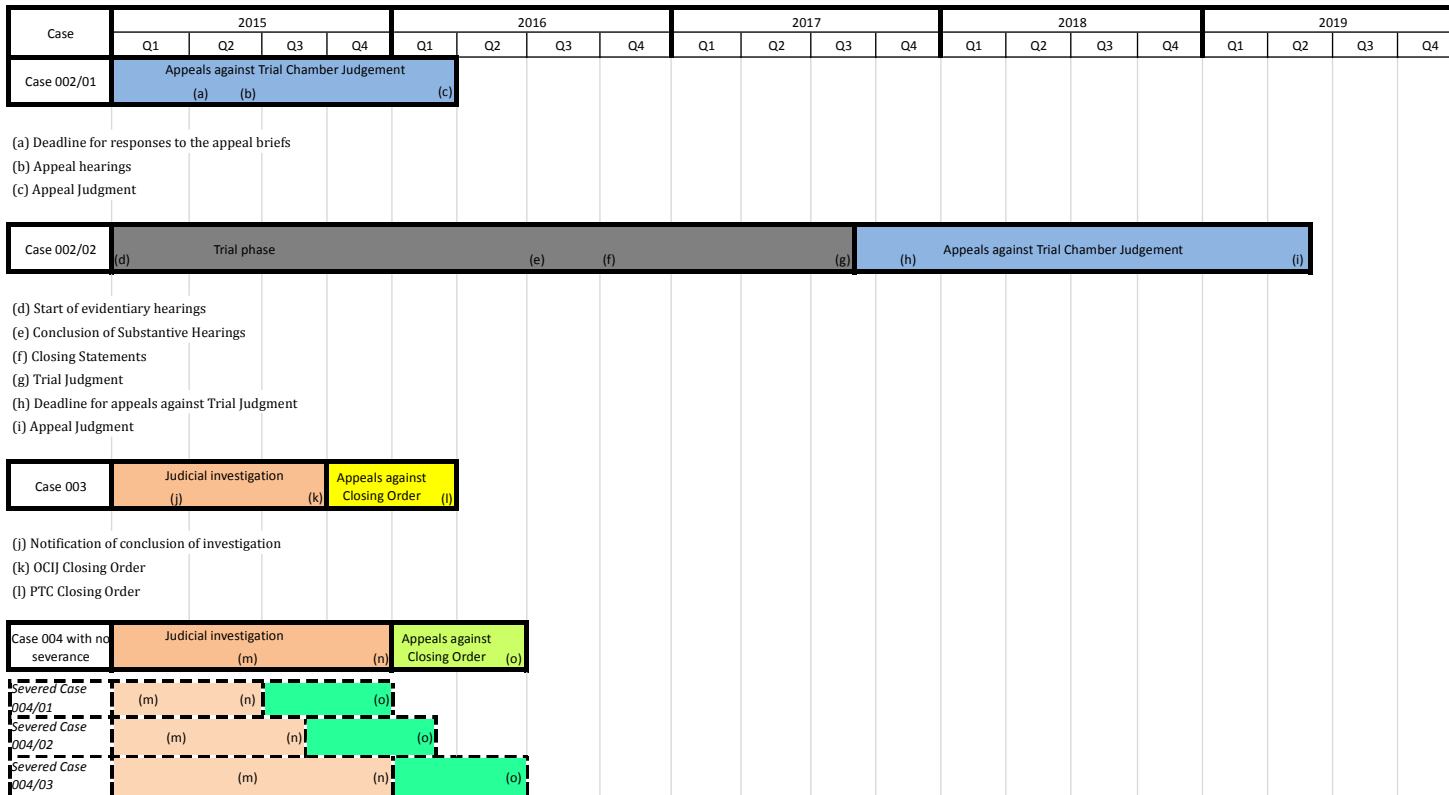 Case 2015 2016 2017 2018 2019
Q1 Q2 Q3 Q4 Q1 Q2 Q3 Q4 Q1 Q2 Q3 Q4 Q1 Q2 Q3 Q4 Q1 Q2 Q3 Q4
Case 002/01 Appeals against Trial Chamber Judgement
(a) (b) (c)
(a) Deadline for responses to the appeal briefs
(b) Appeal hearings
(c) Appeal Judgment
Case 002/02 Trial phase Appeals against Trial Chamber Judgement
(d) (e) (f) (g) (h) (i)
(d) Start of evidentiary hearings
(e) Conclusion of Substantive Hearings
(f) Closing Statements
(g) Trial Judgment
(h) Deadline for appeals against Trial Judgment
(i) Appeal Judgment
Case 003 Judicial investigation Appeals against
(j) (k) Closing Order (l)
(j) Notification of conclusion of investigation
(k) OCIJ Closing Order
(l) PTC Closing Order
Case 004 with no Judicial investigation Appeals against
severance (m) (n) Closing Order (o)
Severed Case
004/01 (m) (n) (o)
Severed Case
004/02 (m) (n) (o)
Severed Case
004/03 (m) (n) (o)